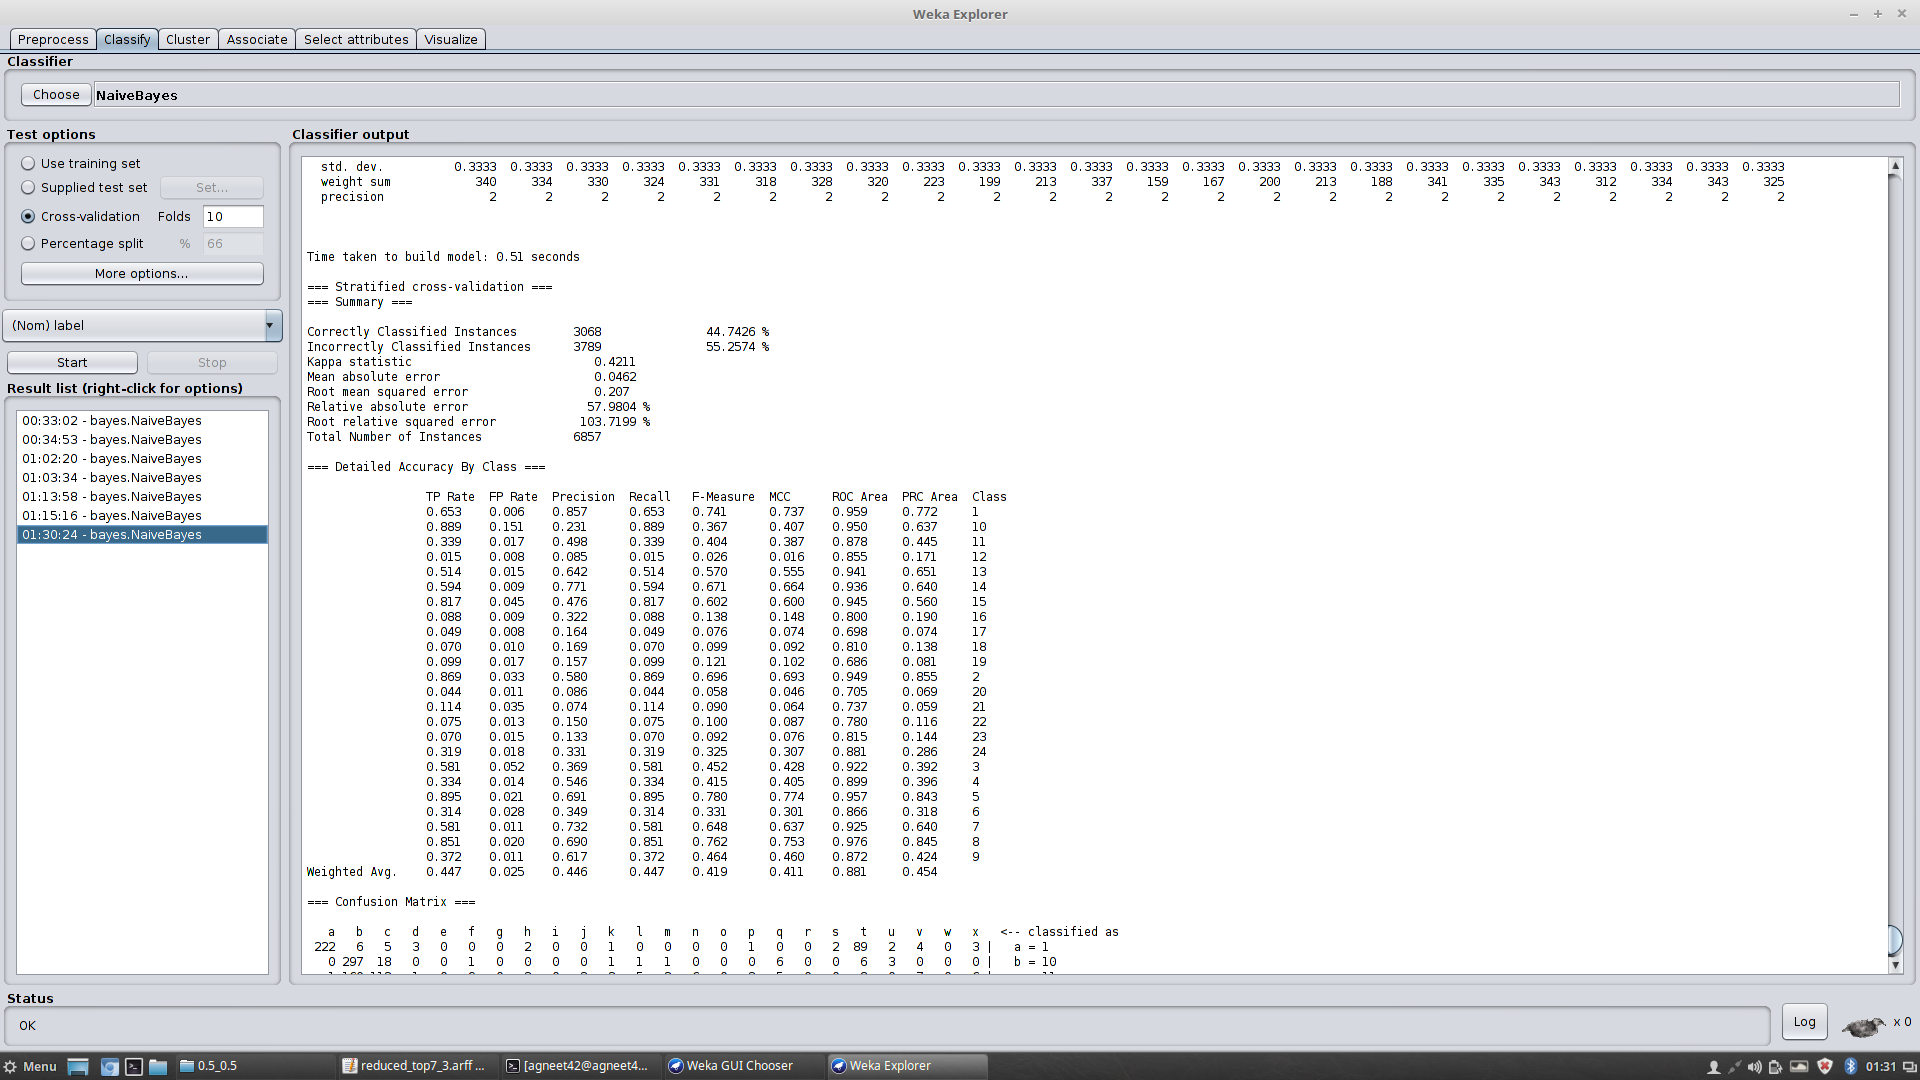 Weka Explorer
Preprocess Classify Cluster Associate Select attributes Visualize
Classifier
Choose NaiveBayes
Test options
Use training set
Supplied test set Set...
Cross-validation Folds 10
Percentage split % 66
More options...
(Nom) label
Start Stop
Result list (right-click for options)
00:33:02 - bayes.NaiveBayes
00:34:53 - bayes.NaiveBayes
01:02:20 - bayes.NaiveBayes
01:03:34 - bayes.NaiveBayes
01:13:58 - bayes.NaiveBayes
01:15:16 - bayes.NaiveBayes
01:30:24 - bayes.NaiveBayes
Classifier output
std. dev. 0.3333 0.3333 0.3333 0.3333 0.3333 0.3333 0.3333 0.3333 0.3333 0.3333 0.3333 0.3333 0.3333 0.3333 0.3333 0.3333 0.3333 0.3333 0.3333 0.3333 0.3333 0.3333 0.3333 0.3333
weight sum 340 334 330 324 331 318 328 320 223 199 213 337 159 167 200 213 188 341 335 343 312 334 343 325
precision 2 2 2 2 2 2 2 2 2 2 2 2 2 2 2 2 2 2 2 2 2 2 2 2
Time taken to build model: 0.51 seconds
=== Stratified cross-validation ===
=== Summary ===
Correctly Classified Instances 3068 44.7426 %
Incorrectly Classified Instances 3789 55.2574 %
Kappa statistic 0.4211
Mean absolute error 0.0462
Root mean squared error 0.207
Relative absolute error 57.9804 %
Root relative squared error 103.7199 %
Total Number of Instances 6857
=== Detailed Accuracy By Class ===
TP Rate FP Rate Precision Recall F-Measure MCC ROC Area PRC Area Class
0.653 0.006 0.857 0.653 0.741 0.737 0.959 0.772 1
0.889 0.151 0.231 0.889 0.367 0.407 0.950 0.637 10
0.339 0.017 0.498 0.339 0.404 0.387 0.878 0.445 11
0.015 0.008 0.085 0.015 0.026 0.016 0.855 0.171 12
0.514 0.015 0.642 0.514 0.570 0.555 0.941 0.651 13
0.594 0.009 0.771 0.594 0.671 0.664 0.936 0.640 14
0.817 0.045 0.476 0.817 0.602 0.600 0.945 0.560 15
0.088 0.009 0.322 0.088 0.138 0.148 0.800 0.190 16
0.049 0.008 0.164 0.049 0.076 0.074 0.698 0.074 17
0.070 0.010 0.169 0.070 0.099 0.092 0.810 0.138 18
0.099 0.017 0.157 0.099 0.121 0.102 0.686 0.081 19
0.869 0.033 0.580 0.869 0.696 0.693 0.949 0.855 2
0.044 0.011 0.086 0.044 0.058 0.046 0.705 0.069 20
0.114 0.035 0.074 0.114 0.090 0.064 0.737 0.059 21
0.075 0.013 0.150 0.075 0.100 0.087 0.780 0.116 22
0.070 0.015 0.133 0.070 0.092 0.076 0.815 0.144 23
0.319 0.018 0.331 0.319 0.325 0.307 0.881 0.286 24
0.581 0.052 0.369 0.581 0.452 0.428 0.922 0.392 3
0.334 0.014 0.546 0.334 0.415 0.405 0.899 0.396 4
0.895 0.021 0.691 0.895 0.780 0.774 0.957 0.843 5
0.314 0.028 0.349 0.314 0.331 0.301 0.866 0.318 6
0.581 0.011 0.732 0.581 0.648 0.637 0.925 0.640 7
0.851 0.020 0.690 0.851 0.762 0.753 0.976 0.845 8
0.372 0.011 0.617 0.372 0.464 0.460 0.872 0.424 9
Weighted Avg. 0.447 0.025 0.446 0.447 0.419 0.411 0.881 0.454
=== Confusion Matrix ===
a b c d e f g h i j k l m n o p q r s t u v w x <-- classified as
222 6 5 3 0 0 0 2 0 0 1 0 0 0 0 1 0 0 2 89 2 4 0 3 | a = 1
0 297 18 0 0 1 0 0 0 0 1 1 1 0 0 0 6 0 0 6 3 0 0 0 | b = 10
Status
OK
Log x 0
Menu 0.5_0.5 reduced_top7_3.arff ... [agneet42@agneet4... Weka GUI Chooser Weka Explorer 01:31